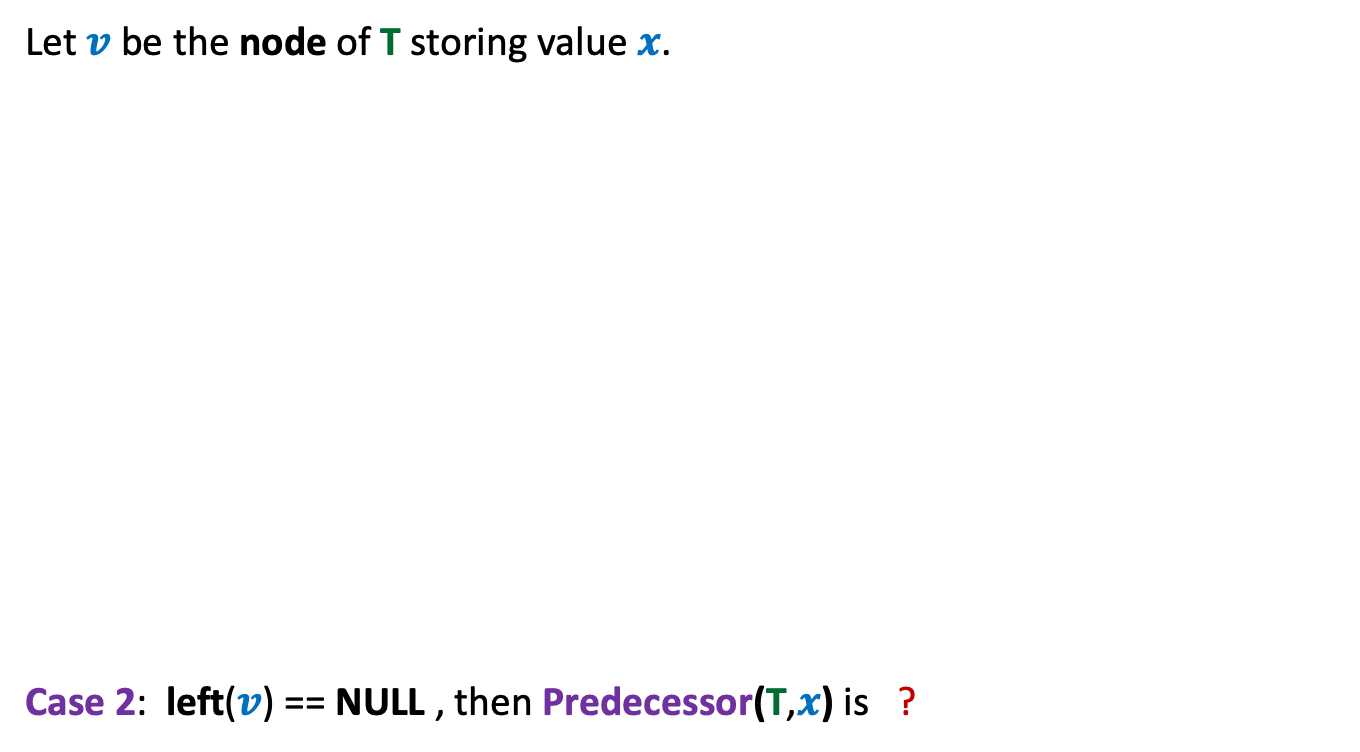 Let v be the node of T storing value x.
Case 2: left(v) == NULL , then Predecessor(T,x) is ?